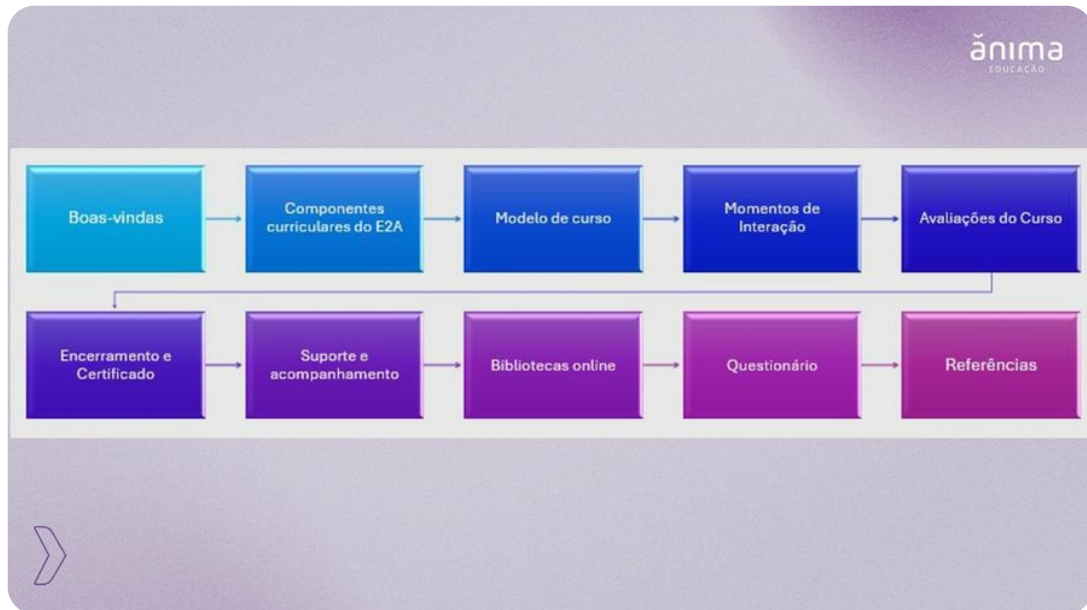 ănima
EDUCAÇÃO
Boas-vindas
Componentes
curriculares do E2A
Modelo de curso
Momentos de
Interação
Avaliações do Curso
Encerramento e
Certificado
Suporte e
acompanhamento
Bibliotecas online
Questionário
Referências